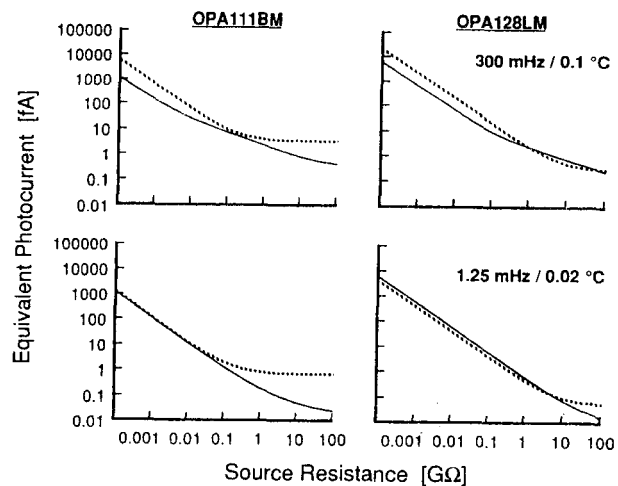 OPA111BM
OPA128LM
100000
10000
1000
100
10
1
0.1
0.01
300 mHz / 0.1 °C
100000
10000
1000
100
10
1
0.1
0.01
1.25 mHz / 0.02 °C
0.001 0.01 0.1 1 10 100
0.001 0.01 0.1 1 10 100
Equivalent Photocurrent [fA]
Source Resistance [GΩ]